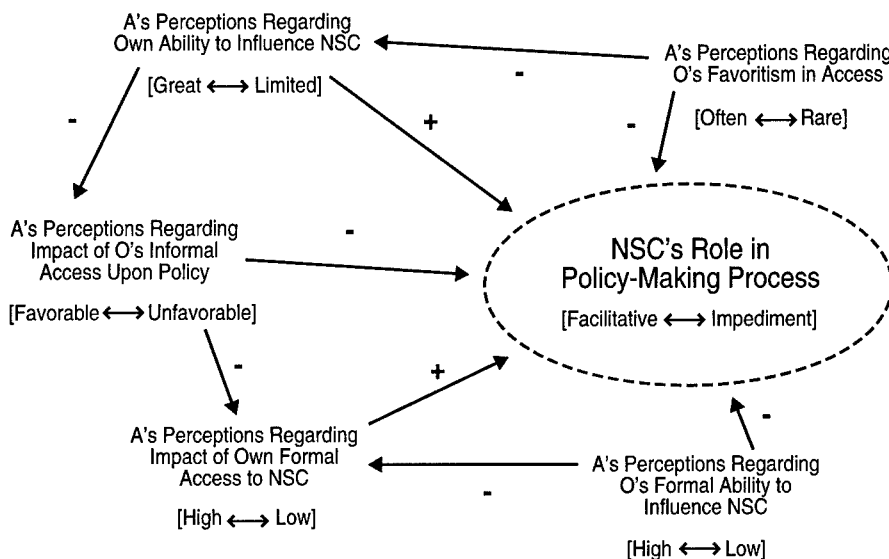 A's Perceptions Regarding
Own Ability to Influence NSC
[Great ⟷ Limited]
A's Perceptions Regarding
O's Favoritism in Access
[Often ⟷ Rare]
-
-
+
-
A's Perceptions Regarding
Impact of O's Informal
Access Upon Policy
[Favorable ⟷ Unfavorable]
-
NSC's Role in
Policy-Making Process
[Facilitative ⟷ Impediment]
-
+
A's Perceptions Regarding
Impact of Own Formal
Access to NSC
[High ⟷ Low]
-
-
A's Perceptions Regarding
O's Formal Ability to
Influence NSC
[High ⟷ Low]